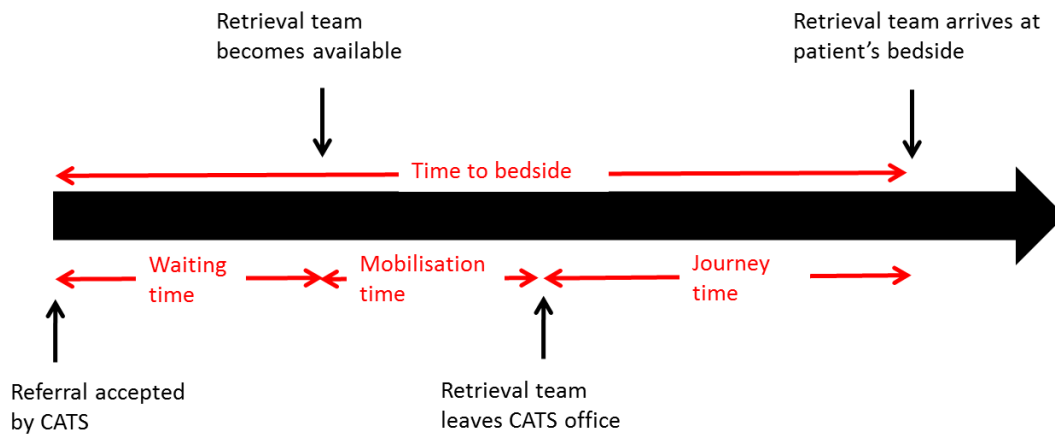 Retrieval team
becomes available
Retrieval team arrives at
patient’s bedside
Time to bedside
Waiting
time
Mobilisation
time
Journey
time
Referral accepted
by CATS
Retrieval team
leaves CATS office